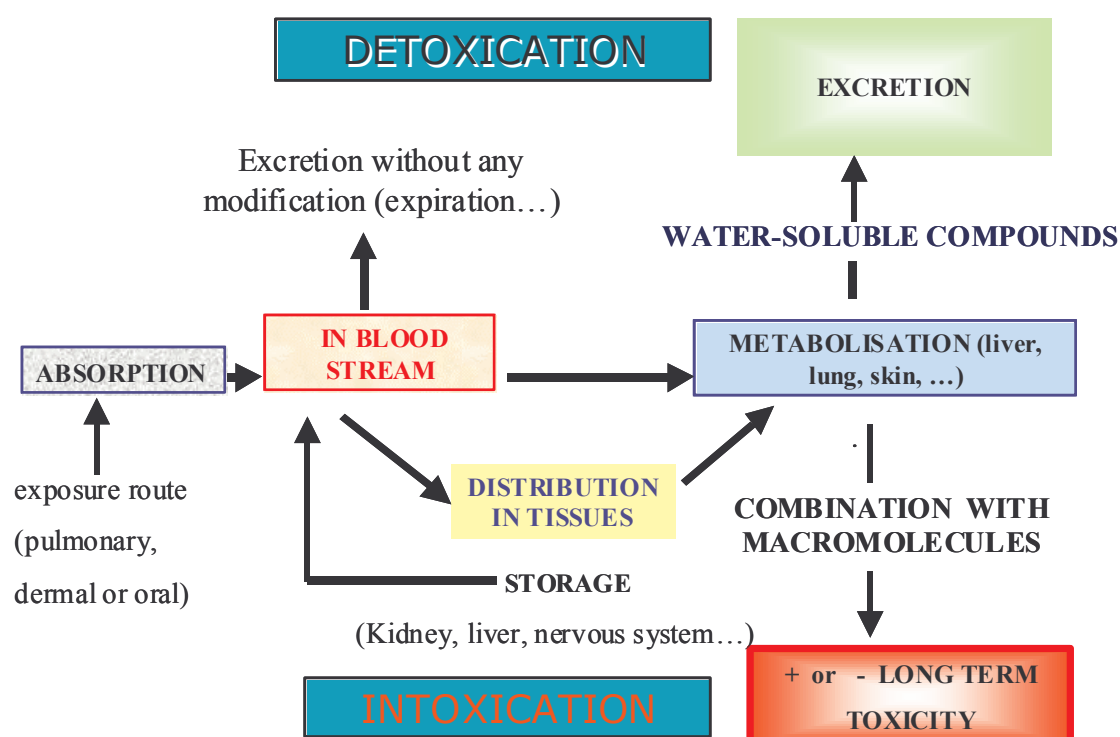 DETOXICATION
EXCRETION
Excretion without any
modification (expiration…)
WATER-SOLUBLE COMPOUNDS
IN BLOOD
STREAM
METABOLISATION (liver,
lung, skin, …)
ABSORPTION
exposure route
(pulmonary,
dermal or oral)
DISTRIBUTION
IN TISSUES
COMBINATION WITH
MACROMOLECULES
STORAGE
(Kidney, liver, nervous system…)
+ or - LONG TERM
TOXICITY
INTOXICATION